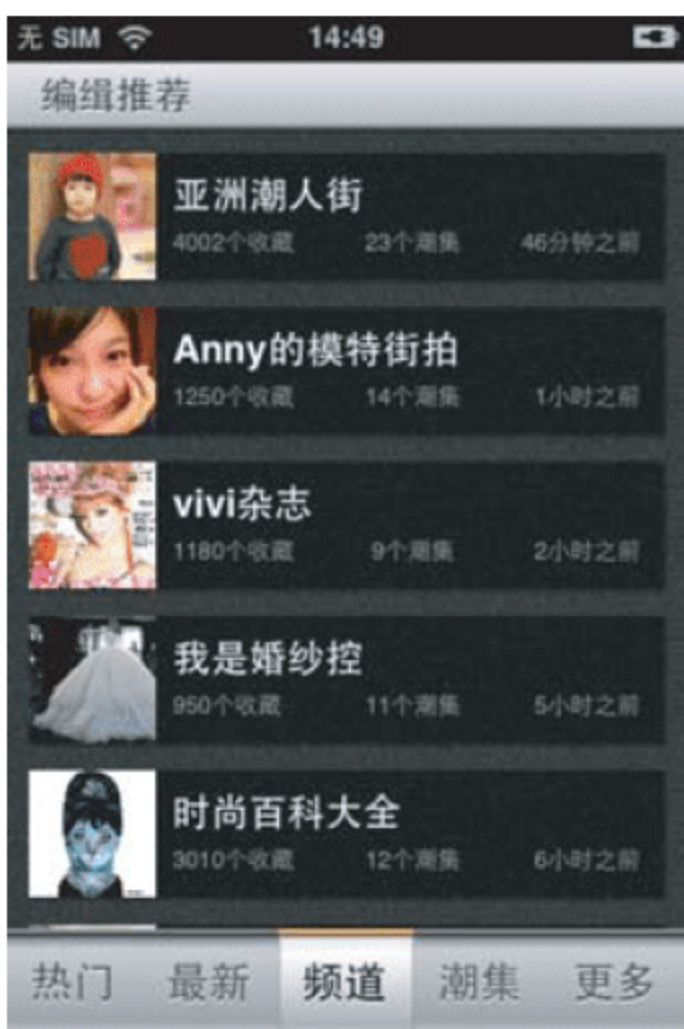 无 SIM 14:49
编辑推荐
亚洲潮人街
4002个收藏 23个潮集 46分钟之前
Anny的模特街拍
1250个收藏 14个潮集 1小时之前
vivi杂志
1180个收藏 9个潮集 2小时之前
我是婚纱控
950个收藏 11个潮集 5小时之前
时尚百科大全
3010个收藏 12个潮集 6小时之前
热门 最新 频道 潮集 更多